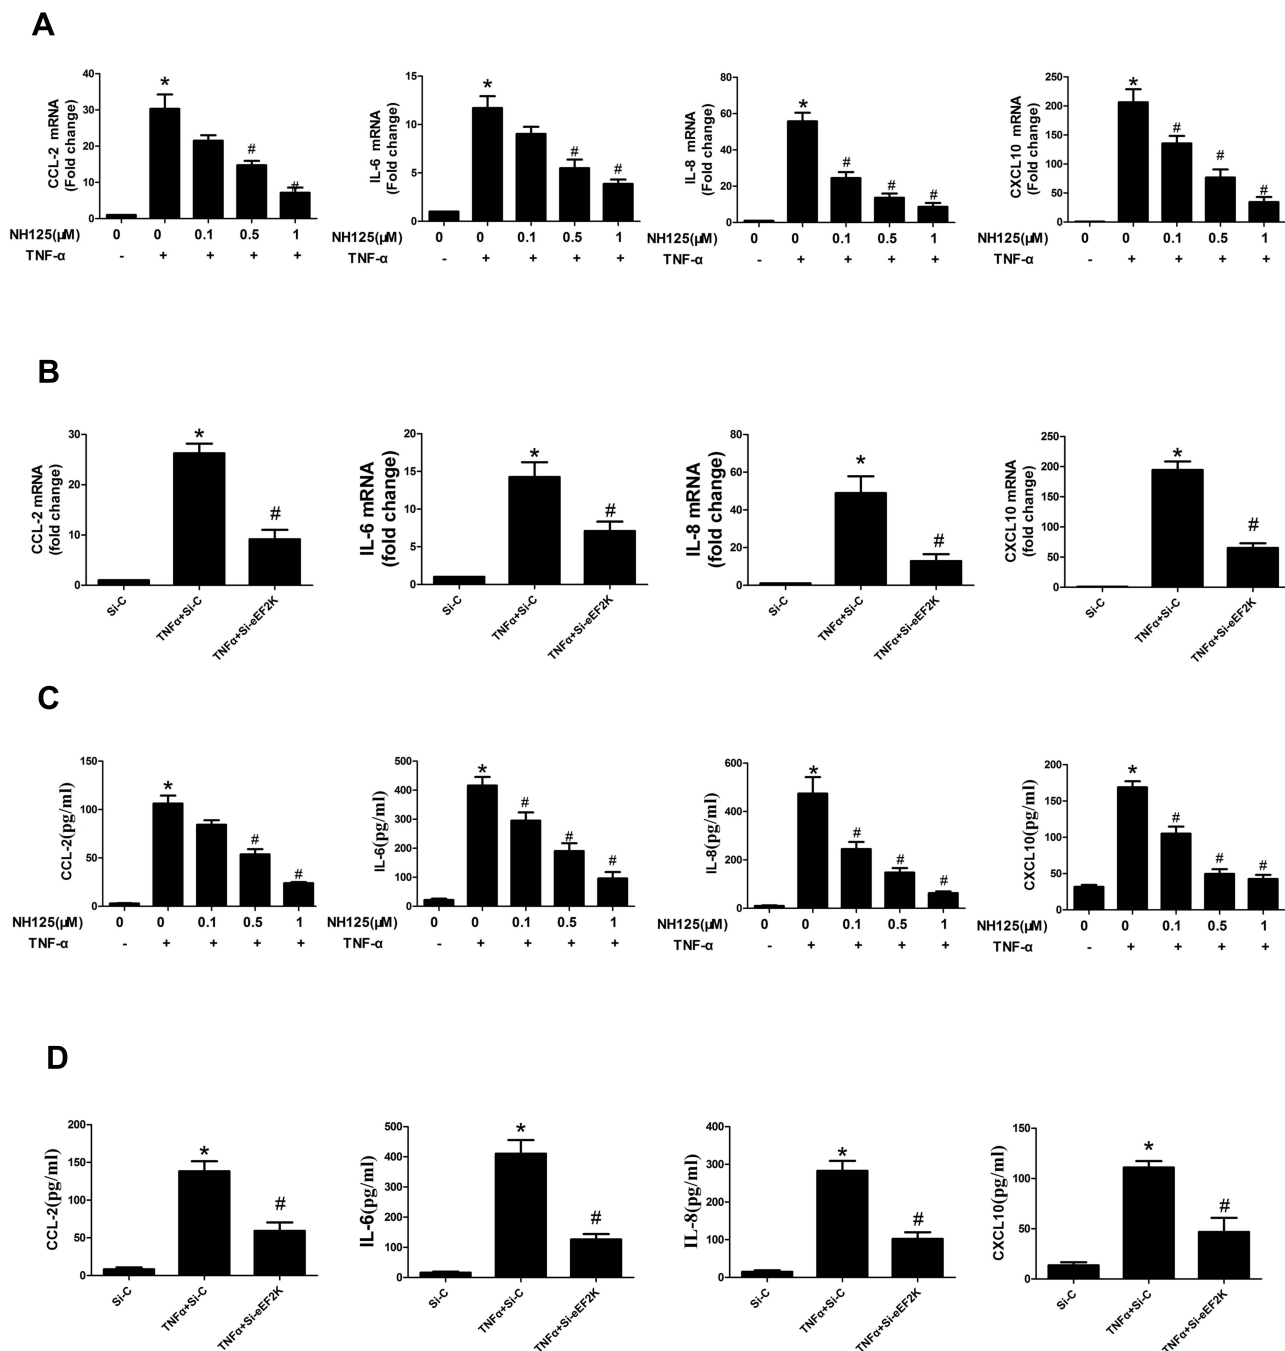 A
CCL-2 mRNA
(Fold change)
40
30
20
10
0
*
#
#
IL-6 mRNA
(Fold change)
15
10
5
0
*
#
#
IL-8 mRNA
(Fold change)
80
60
40
20
0
*
#
#
#
CXCL10 mRNA
(Fold change)
250
200
150
100
50
0
*
#
#
#
NH125(μM) 0 0 0.1 0.5 1
TNF-α - + + + +
NH125(μM) 0 0 0.1 0.5 1
TNF-α - + + + +
NH125(μM) 0 0 0.1 0.5 1
TNF-α - + + + +
NH125(μM) 0 0 0.1 0.5 1
TNF-α - + + + +
B
CCL-2 mRNA
(fold change)
30
20
10
0
*
#
Si-C
TNFα+Si-C
TNFα+Si-eEF2K
IL-6 mRNA
(fold change)
20
15
10
5
0
*
#
Si-C
TNFα+Si-C
TNFα+Si-eEF2K
IL-8 mRNA
(fold change)
80
60
40
20
0
*
#
Si-C
TNFα+Si-C
TNFα+Si-eEF2K
CXCL10 mRNA
(fold change)
250
200
150
100
50
0
*
#
Si-C
TNFα+Si-C
TNFα+Si-eEF2K
C
CCL-2(pg/ml)
150
100
50
0
*
#
#
NH125(μM) 0 0 0.1 0.5 1
TNF-α - + + + +
IL-6(pg/ml)
500
400
300
200
100
0
*
#
#
#
NH125(μM) 0 0 0.1 0.5 1
TNF-α - + + + +
IL-8(pg/ml)
600
400
200
0
*
#
#
#
NH125(μM) 0 0 0.1 0.5 1
TNF-α - + + + +
CXCL10(pg/ml)
200
150
100
50
0
*
#
#
#
NH125(μM) 0 0 0.1 0.5 1
TNF-α - + + + +
D
CCL-2(pg/ml)
200
150
100
50
0
*
#
Si-C
TNFα+Si-C
TNFα+Si-eEF2K
IL-6(pg/ml)
500
400
300
200
100
0
*
#
Si-C
TNFα+Si-C
TNFα+Si-eEF2K
IL-8(pg/ml)
400
300
200
100
0
*
#
Si-C
TNFα+Si-C
TNFα+Si-eEF2K
CXCL10(pg/ml)
150
100
50
0
*
#
Si-C
TNFα+Si-C
TNFα+Si-eEF2K